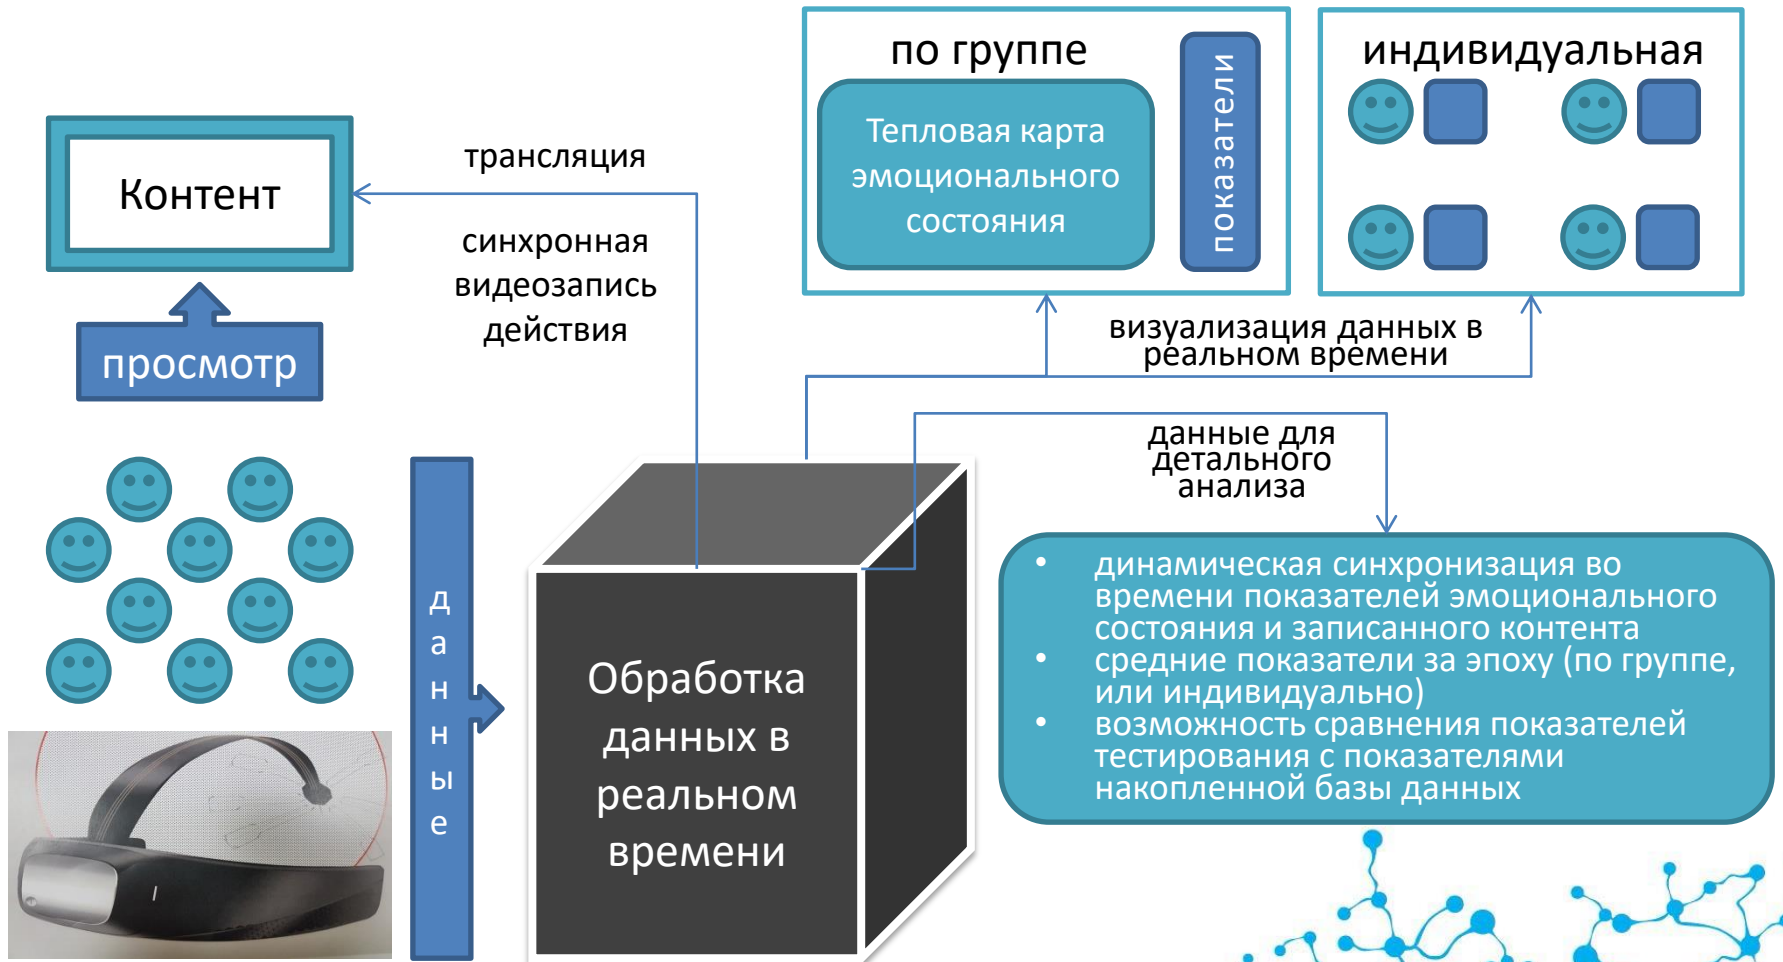 по группе
Тепловая карта
эмоционального
состояния
показатели
индивидуальная
Контент
трансляция
синхронная
видеозапись
действия
просмотр
визуализация данных в
реальном времени
данные для
детального
анализа
данные
Обработка
данных в
реальном
времени
• динамическая синхронизация во
времени показателей эмоционального
состояния и записанного контента
• средние показатели за эпоху (по группе,
или индивидуально)
• возможность сравнения показателей
тестирования с показателями
накопленной базы данных